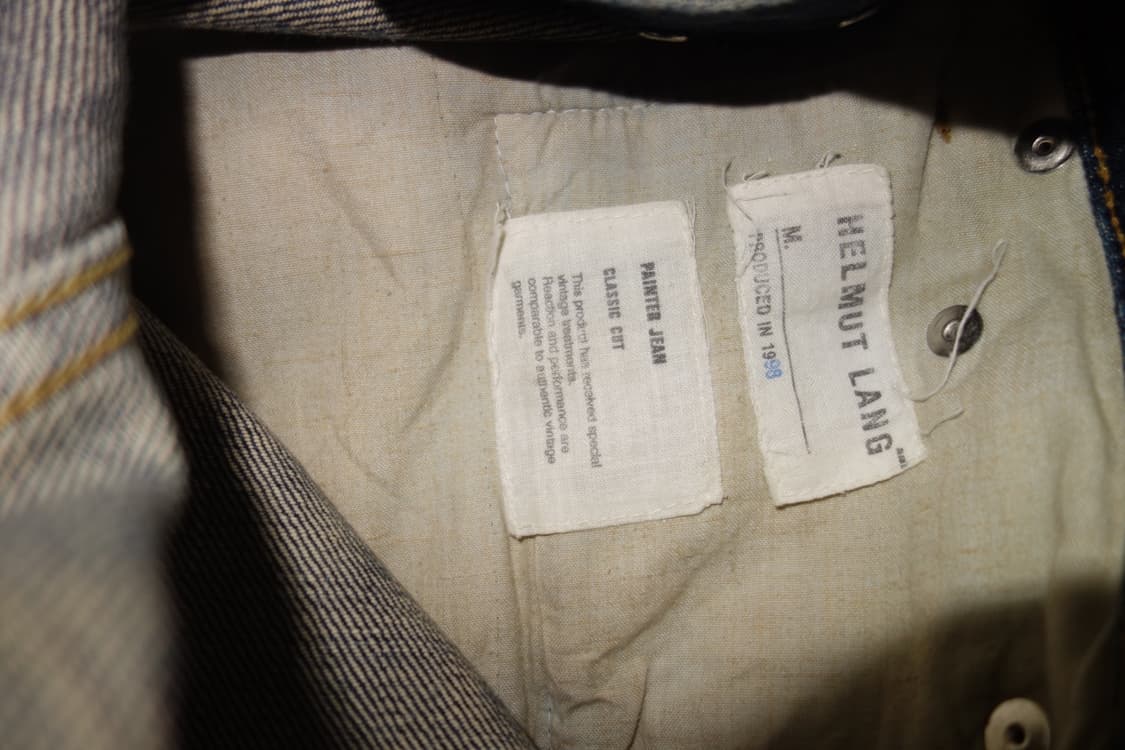 HELMUT LANG
M.
PRODUCED IN 1998
PAINTER JEAN
CLASSIC CUT
This product has received special
vintage treatments.
Reaction and performance are
comparable to authentic vintage
garments.